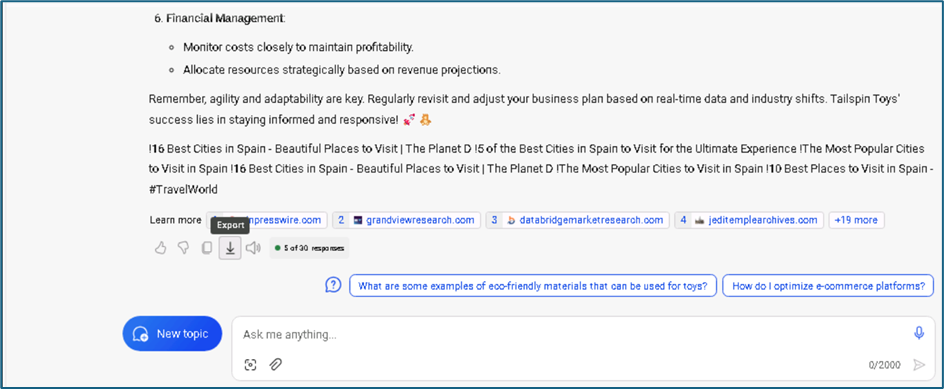 6. Financial Management:
Monitor costs closely to maintain profitability.
Allocate resources strategically based on revenue projections.
Remember, agility and adaptability are key. Regularly revisit and adjust your business plan based on real-time data and industry shifts. Tailspin Toys'
success lies in staying informed and responsive! 🚀 🧸
!16 Best Cities in Spain - Beautiful Places to Visit | The Planet D !5 of the Best Cities in Spain to Visit for the Ultimate Experience !The Most Popular Cities
to Visit in Spain !16 Best Cities in Spain - Beautiful Places to Visit | The Planet D !The Most Popular Cities to Visit in Spain !10 Best Places to Visit in Spain -
#TravelWorld
Learn more presswire.com 2 grandviewresearch.com 3 databridgemarketresearch.com 4 jeditemplearchives.com +19 more
Export
5 of 30 responses
What are some examples of eco-friendly materials that can be used for toys? How do I optimize e-commerce platforms?
New topic
Ask me anything...
0/2000